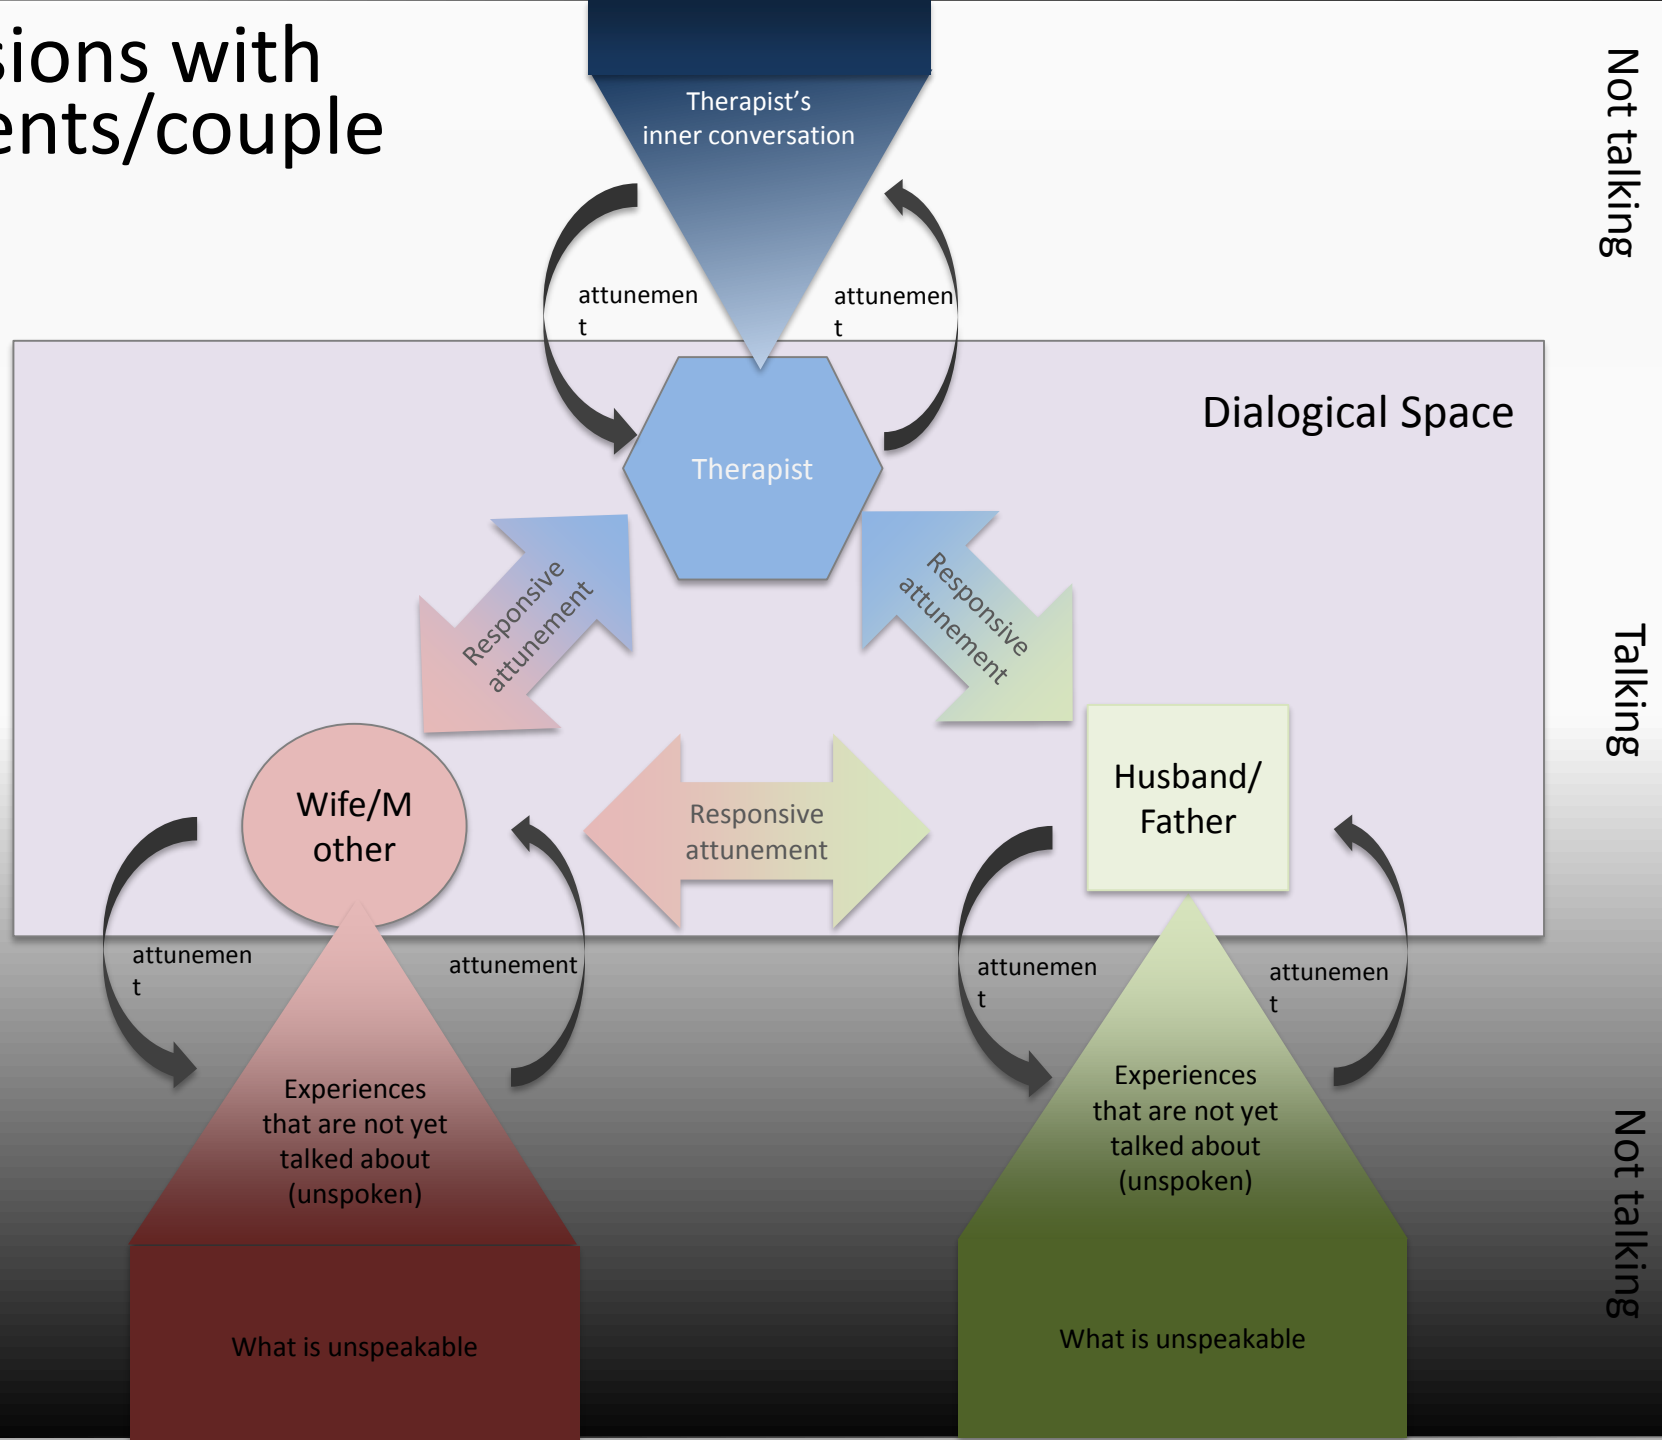 sions with
ents/couple
Therapist's
inner conversation
Not talking
attunemen
t
attunemen
t
Dialogical Space
Therapist
Responsive
attunement
Responsive
attunement
Talking
Wife/M
other
Responsive
attunement
Husband/
Father
attunemen
t
attunement
attunemen
t
attunemen
t
Experiences
that are not yet
talked about
(unspoken)
Experiences
that are not yet
talked about
(unspoken)
Not talking
What is unspeakable
What is unspeakable